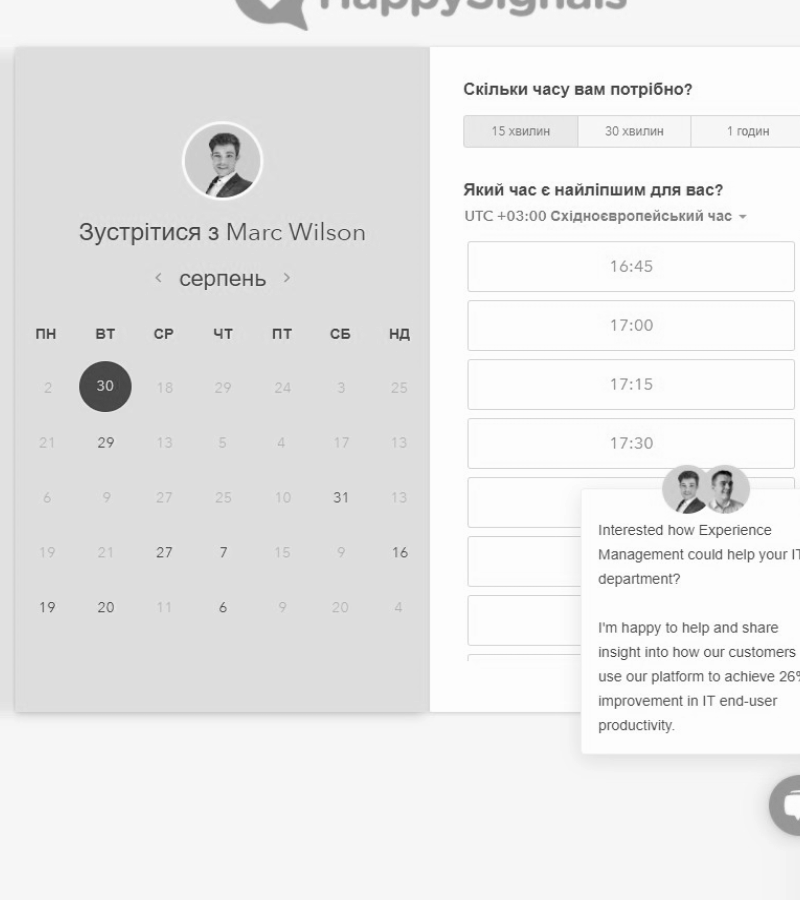 HappySignals
Зустрітися з Marc Wilson
серпень
ПН ВТ СР ЧТ ПТ СБ НД
2 30 18 29 24 3 25
21 29 13 5 4 17 13
6 9 27 25 10 31 13
19 21 27 7 15 9 16
19 20 11 6 9 20 4
Скільки часу вам потрібно?
15 хвилин 30 хвилин 1 годин
Який час є найліпшим для вас?
UTC +03:00 Східноєвропейський час
16:45
17:00
17:15
17:30
Interested how Experience
Management could help your IT
department?
I'm happy to help and share
insight into how our customers
use our platform to achieve 26%
improvement in IT end-user
productivity.